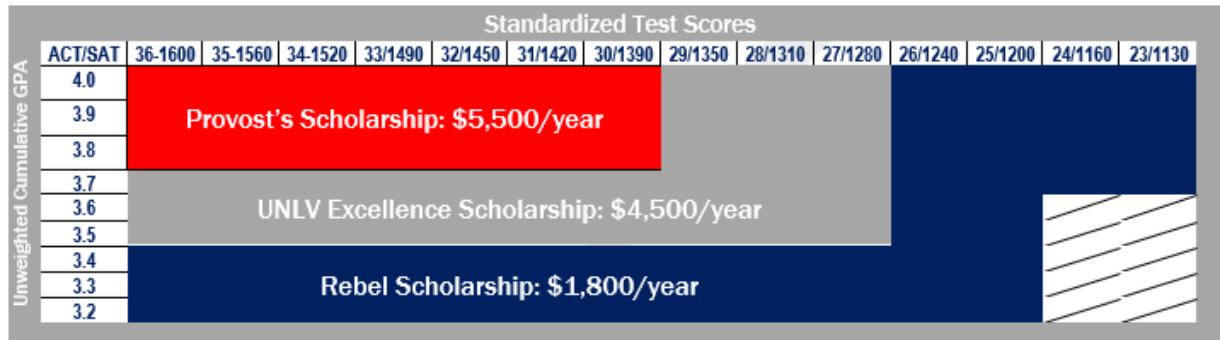 Standardized Test Scores
ACT/SAT 36-1600 35-1560 34-1520 33/1490 32/1450 31/1420 30/1390 29/1350 28/1310 27/1280 26/1240 25/1200 24/1160 23/1130
Unweighted Cumulative GPA
4.0
3.9
Provost's Scholarship: $5,500/year
3.8
3.7
3.6
UNLV Excellence Scholarship: $4,500/year
3.5
3.4
3.3
Rebel Scholarship: $1,800/year
3.2